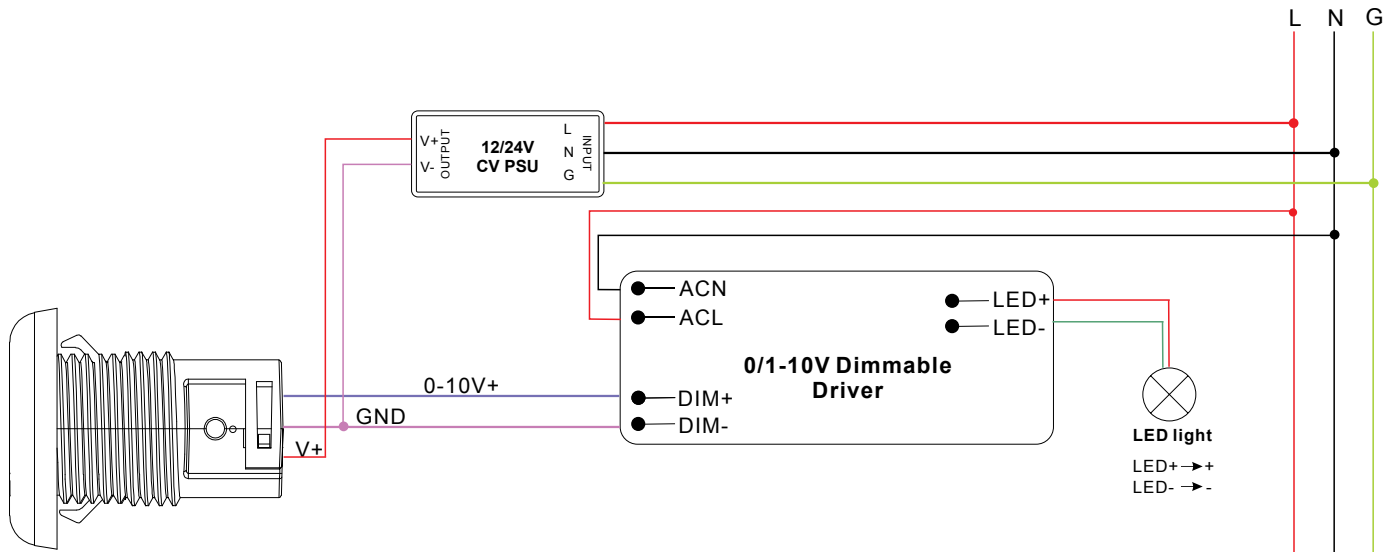 L N G
V+
V-
OUTPUT
12/24V
CV PSU
L
N
G
INPUT
ACN
ACL
LED+
LED-
0/1-10V Dimmable
Driver
0-10V+
DIM+
GND
DIM-
V+
LED light
LED+ → +
LED- → -